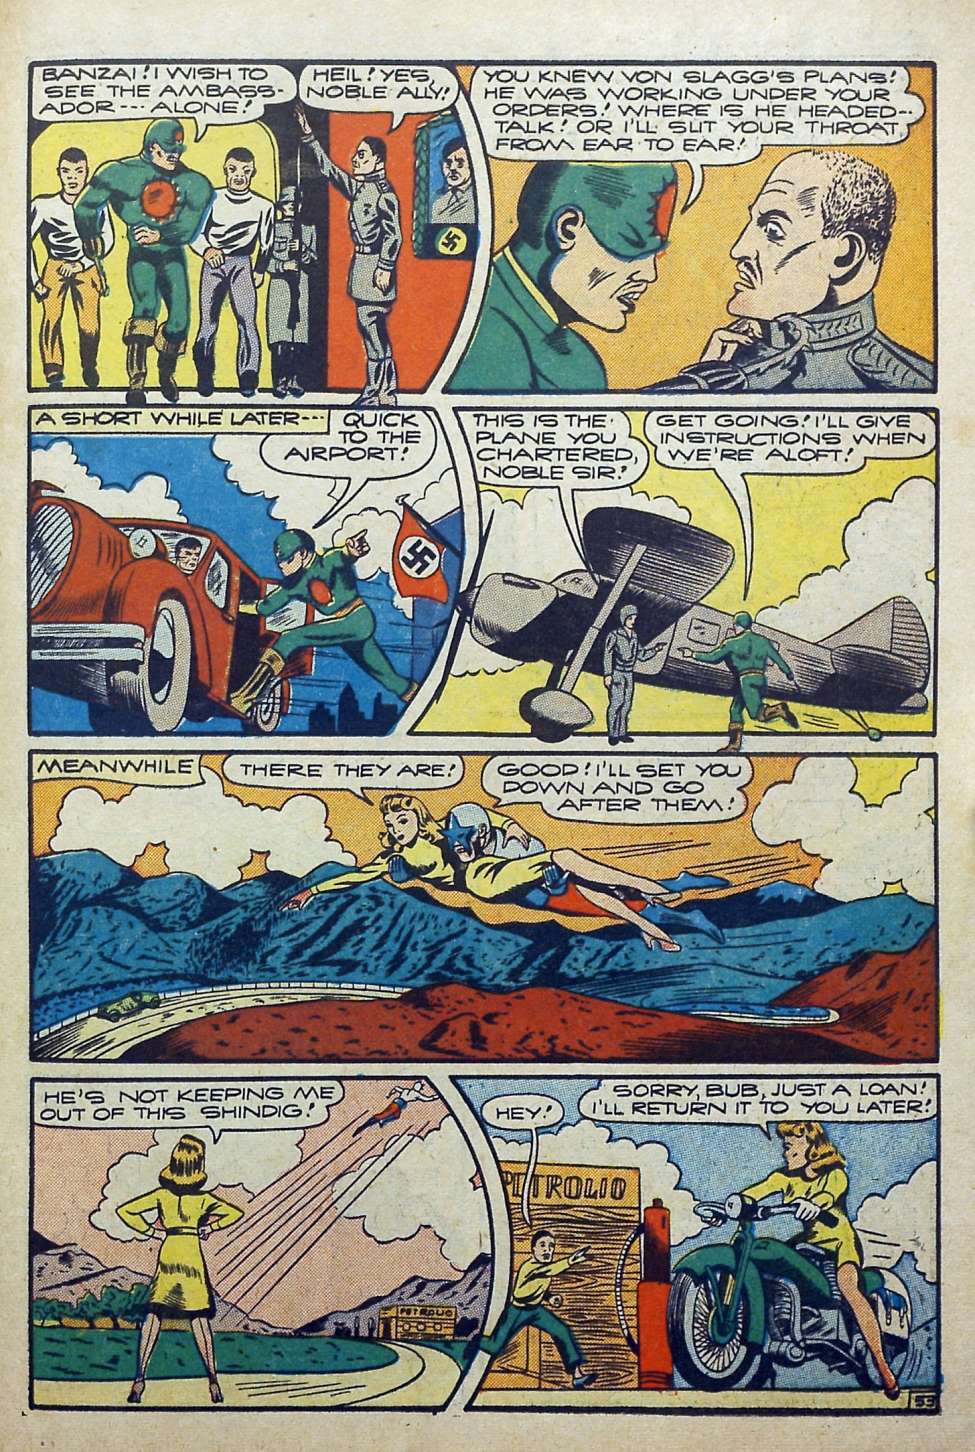 BANZAI! I WISH TO
SEE THE AMBASS-
ADOR --- ALONE!
HEIL! YES,
NOBLE ALLY!
YOU KNEW VON SLAGG'S PLANS!
HE WAS WORKING UNDER YOUR
ORDERS! WHERE IS HE HEADED--
TALK! OR I'LL SLIT YOUR THROAT
FROM EAR TO EAR!
A SHORT WHILE LATER---
QUICK
TO THE
AIRPORT!
THIS IS THE
PLANE YOU
CHARTERED,
NOBLE SIR!
GET GOING! I'LL GIVE
INSTRUCTIONS WHEN
WE'RE ALOFT!
MEANWHILE
THERE THEY ARE!
GOOD! I'LL SET YOU
DOWN AND GO
AFTER THEM!
HE'S NOT KEEPING ME
OUT OF THIS SHINDIG!
PETROLIO
HEY!
SORRY, BUB, JUST A LOAN!
I'LL RETURN IT TO YOU LATER!
PETROLIO
55